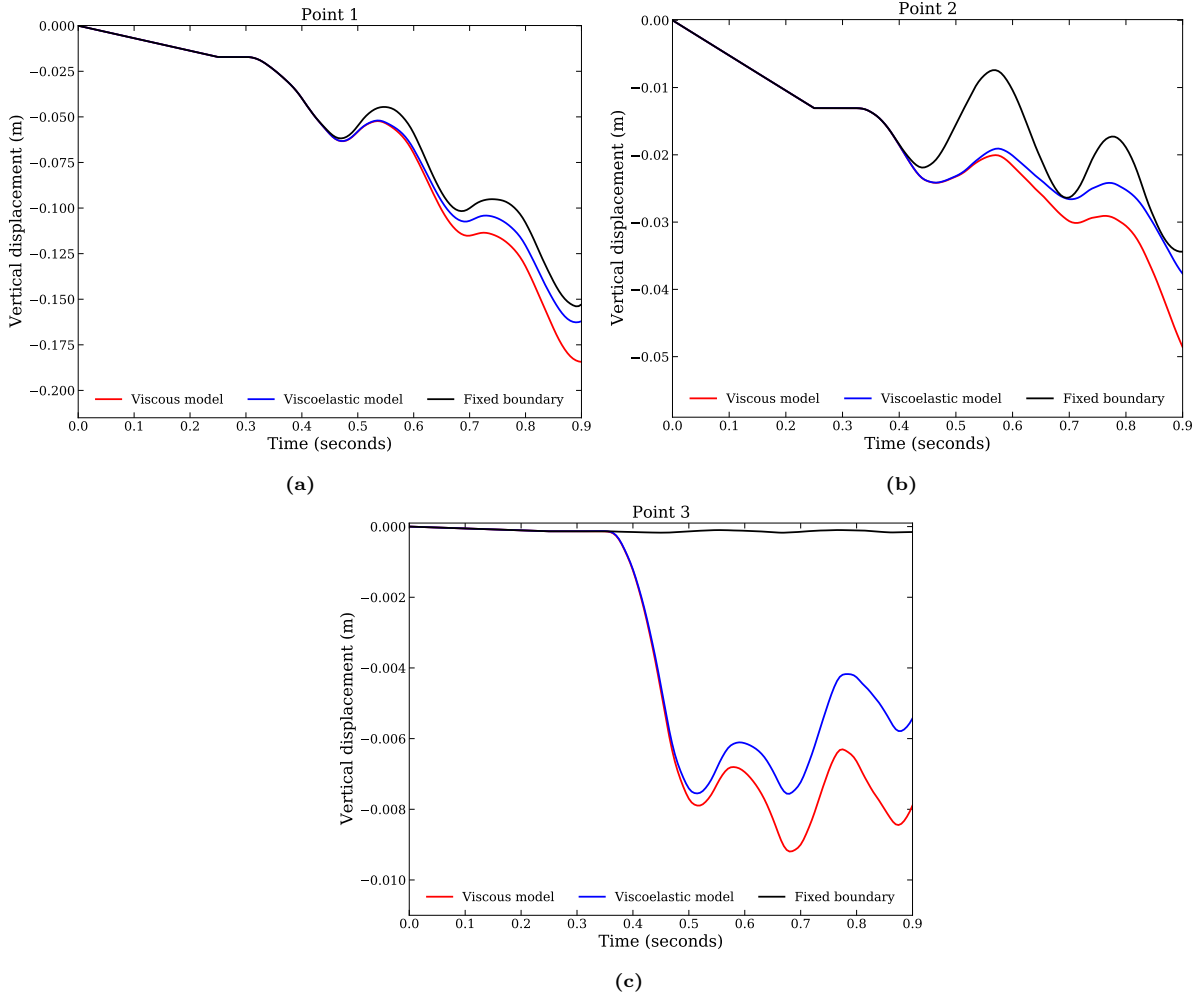 Point 1
0.000
−0.025
−0.050
−0.075
−0.100
−0.125
−0.150
−0.175
−0.200
Vertical displacement (m)
Viscous model Viscoelastic model Fixed boundary
0.0 0.1 0.2 0.3 0.4 0.5 0.6 0.7 0.8 0.9
Time (seconds)
(a)
Point 2
0.00
−0.01
−0.02
−0.03
−0.04
−0.05
Vertical displacement (m)
Viscous model Viscoelastic model Fixed boundary
0.0 0.1 0.2 0.3 0.4 0.5 0.6 0.7 0.8 0.9
Time (seconds)
(b)
Point 3
0.000
−0.002
−0.004
−0.006
−0.008
−0.010
Vertical displacement (m)
Viscous model Viscoelastic model Fixed boundary
0.0 0.1 0.2 0.3 0.4 0.5 0.6 0.7 0.8 0.9
Time (seconds)
(c)